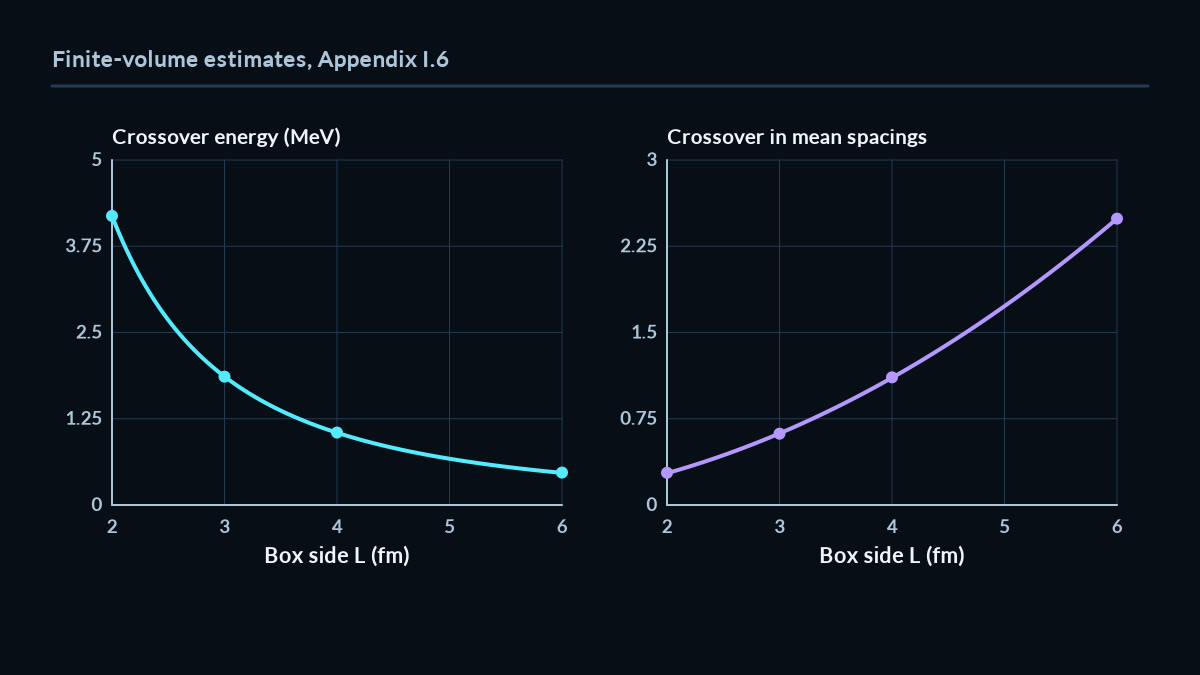 Finite-volume estimates, Appendix I.6
Crossover energy (MeV)
5
3.75
2.5
1.25
0
2 3 4 5 6
Box side L (fm)
Crossover in mean spacings
3
2.25
1.5
0.75
0
2 3 4 5 6
Box side L (fm)